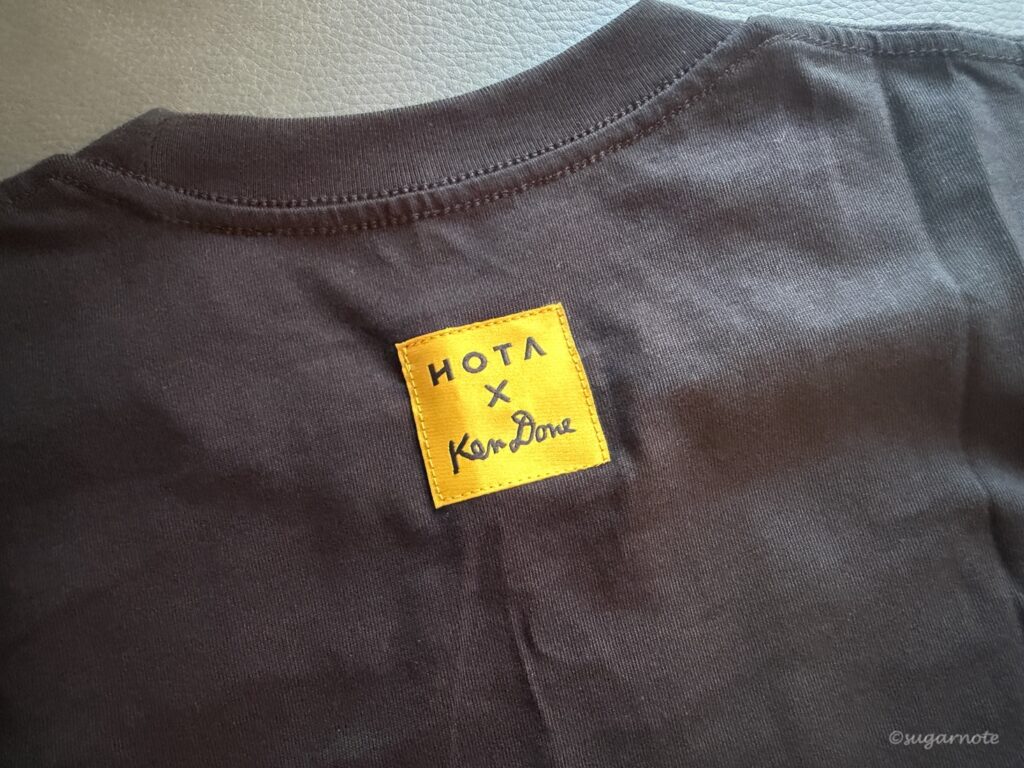 HOTA
X
Ken Done
©sugarnote